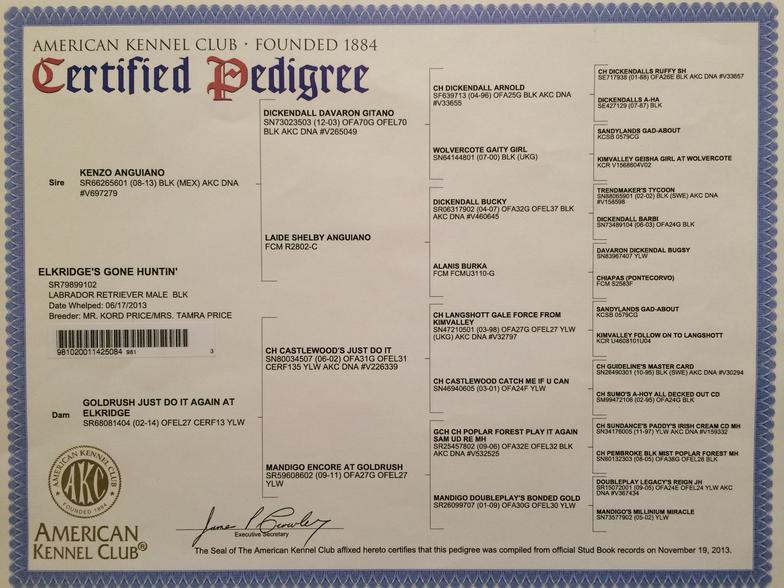 AMERICAN KENNEL CLUB · FOUNDED 1884
Certified Pedigree
Sire
KENZO ANGUIANO
SR66265601 (08-13) BLK (MEX) AKC DNA
#V697279
ELKRIDGE'S GONE HUNTIN'
SR79899102
LABRADOR RETRIEVER MALE BLK
Date Whelped: 06/17/2013
Breeder: MR. KORD PRICE/MRS. TAMRA PRICE
981020011425084 981 3
Dam
GOLDRUSH JUST DO IT AGAIN AT
ELKRIDGE
SR68081404 (02-14) OFEL27 CERF13 YLW
DICKENDALL DAVARON GITANO
SN73023503 (12-03) OFA70G OFEL70
BLK AKC DNA #V265049
LAIDE SHELBY ANGUIANO
FCM R2802-C
CH CASTLEWOOD'S JUST DO IT
SN80034507 (06-02) OFA31G OFEL31
CERF135 YLW AKC DNA #V226339
MANDIGO ENCORE AT GOLDRUSH
SR59608602 (09-11) OFA27G OFEL27
YLW
CH DICKENDALL ARNOLD
SF639713 (04-96) OFA25G BLK AKC DNA
#V33655
WOLVERCOTE GAITY GIRL
SN64144801 (07-00) BLK (UKG)
DICKENDALL BUCKY
SR06317902 (04-07) OFA32G OFEL37 BLK
AKC DNA #V460645
ALANIS BURKA
FCM FCMU3110-G
CH LANGSHOTT GALE FORCE FROM
KIMVALLEY
SN47210501 (03-98) OFA27G OFEL27 YLW
(UKG) AKC DNA #V32797
CH CASTLEWOOD CATCH ME IF U CAN
SN46940605 (03-01) OFA24F YLW
GCH CH POPLAR FOREST PLAY IT AGAIN
SAM UD RE MH
SR25457802 (09-06) OFA32E OFEL32 BLK
AKC DNA #V532525
MANDIGO DOUBLEPLAY'S BONDED GOLD
SR26099707 (01-09) OFA30G OFEL30 YLW
CH DICKENDALLS RUFFY SH
SE717938 (01-88) OFA26E BLK AKC DNA #V33657
DICKENDALLS A-HA
SE427129 (07-87) BLK
SANDYLANDS GAD-ABOUT
KCSB 0579CG
KIMVALLEY GEISHA GIRL AT WOLVERCOTE
KCR V1568604V02
TRENDMAKER'S TYCOON
SN88065901 (02-02) BLK (SWE) AKC DNA
#V158598
DICKENDALL BARBI
SN73489104 (06-03) OFA24G BLK
DAVARON DICKENDAL BUGSY
SN83967407 YLW
CHIAPAS (PONTECORVO)
FCM S2583F
SANDYLANDS GAD-ABOUT
KCSB 0579CG
KIMVALLEY FOLLOW ON TO LANGSHOTT
KCR U4608101U04
CH GUIDELINE'S MASTER CARD
SN26490301 (10-95) BLK (SWE) AKC DNA #V30294
CH SUMO'S A-HOY ALL DECKED OUT CD
SM99472106 (02-95) OFA24G BLK
CH SUNDANCE'S PADDY'S IRISH CREAM CD MH
SN34176005 (11-97) YLW AKC DNA #V159332
CH PEMBROKE BLK MIST POPLAR FOREST MH
SN80132303 (08-05) OFA38G OFEL28 BLK
DOUBLEPLAY LEGACY'S REIGN JH
SR15072001 (09-05) OFA24E OFEL24 YLW AKC
DNA #V367434
MANDIGO'S MILLINIUM MIRACLE
SN73577902 (05-02) YLW
AMERICAN KENNEL CLUB
AKC
FOUNDED 1884
AMERICAN
KENNEL CLUB®
James P. Crowley
Executive Secretary
The Seal of The American Kennel Club affixed hereto certifies that this pedigree was compiled from official Stud Book records on November 19, 2013.